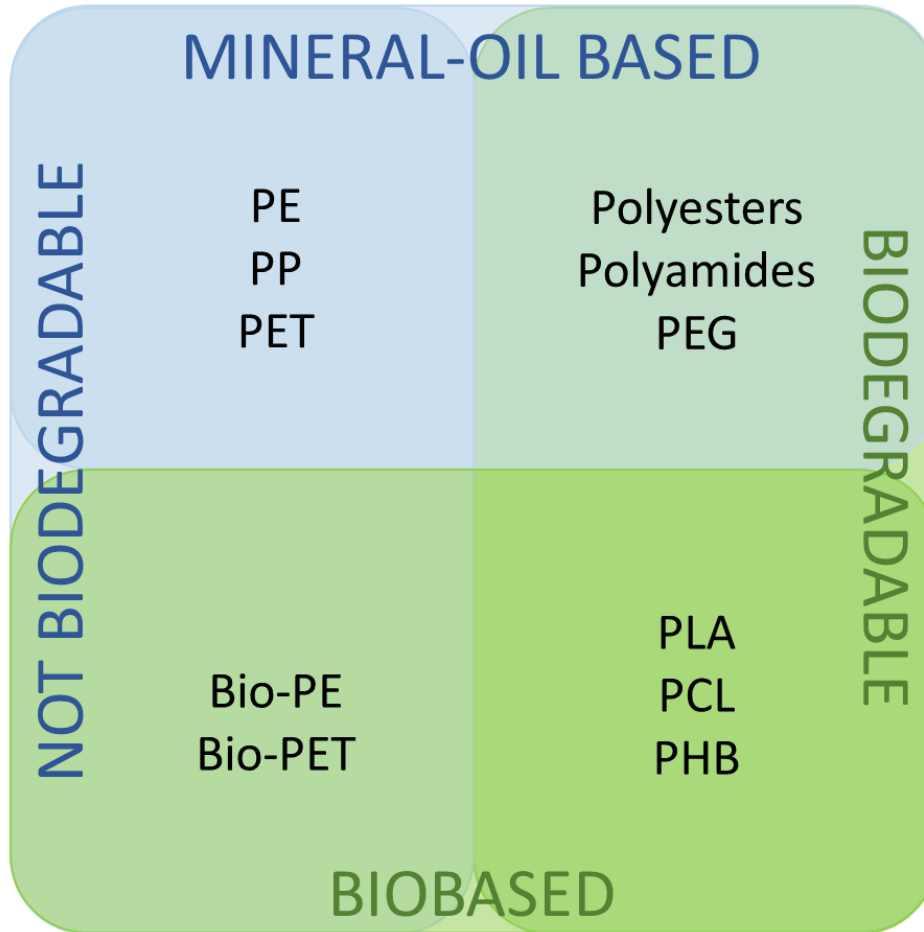 MINERAL-OIL BASED
NOT BIODEGRADABLE
PE
PP
PET
Polyesters
Polyamides
PEG
BIODEGRADABLE
Bio-PE
Bio-PET
PLA
PCL
PHB
BIOBASED